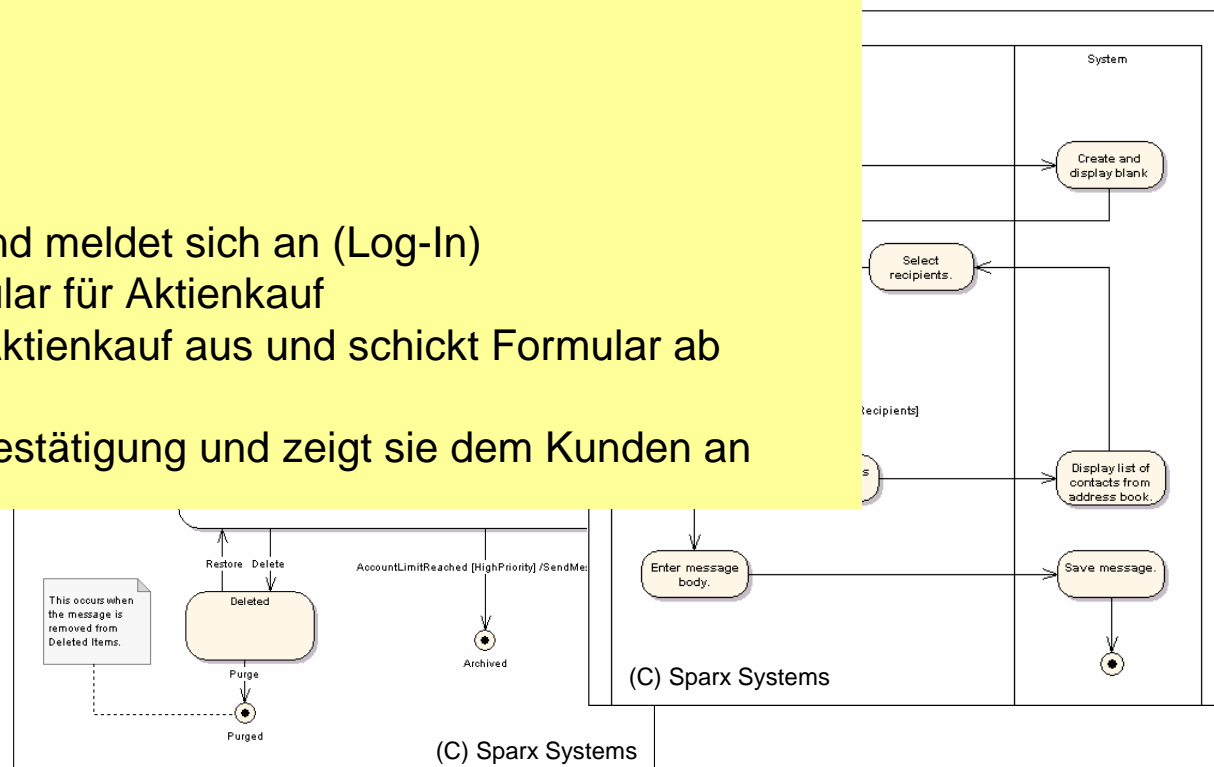 nd meldet sich an (Log-In)
ular für Aktienkauf
Aktienkauf aus und schickt Formular ab
estätigung und zeigt sie dem Kunden an
System
Create and
display blank
Select
recipients.
Recipients]
s
Display list of
contacts from
address book.
Enter message
body.
Save message.
(C) Sparx Systems
Restore Delete
AccountLimitReached [HighPriority] /SendMes
This occurs when
the message is
removed from
Deleted Items.
Deleted
Archived
Purge
Purged
(C) Sparx Systems